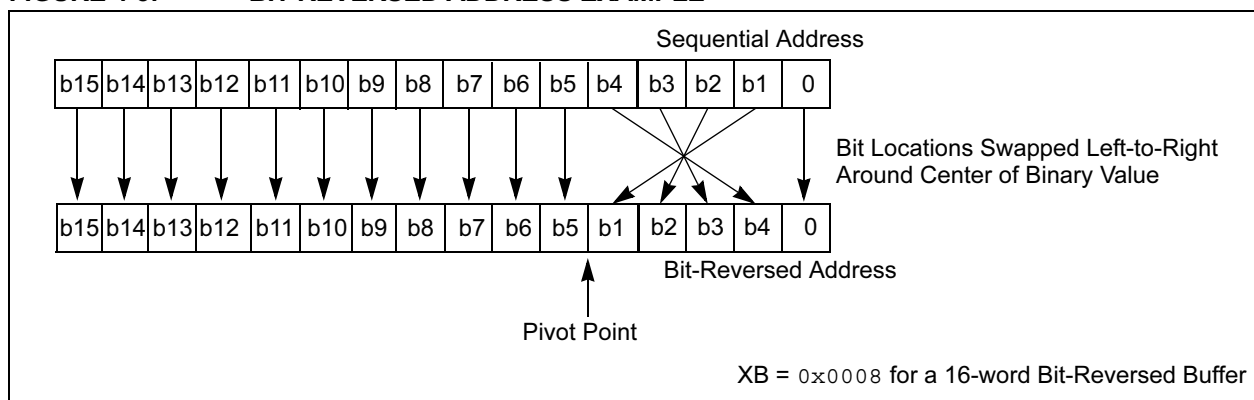 Sequential Address
b15 b14 b13 b12 b11 b10 b9 b8 b7 b6 b5 b4 b3 b2 b1 0
Bit Locations Swapped Left-to-Right
Around Center of Binary Value
b15 b14 b13 b12 b11 b10 b9 b8 b7 b6 b5 b1 b2 b3 b4 0
Bit-Reversed Address
Pivot Point
XB = 0x0008 for a 16-word Bit-Reversed Buffer